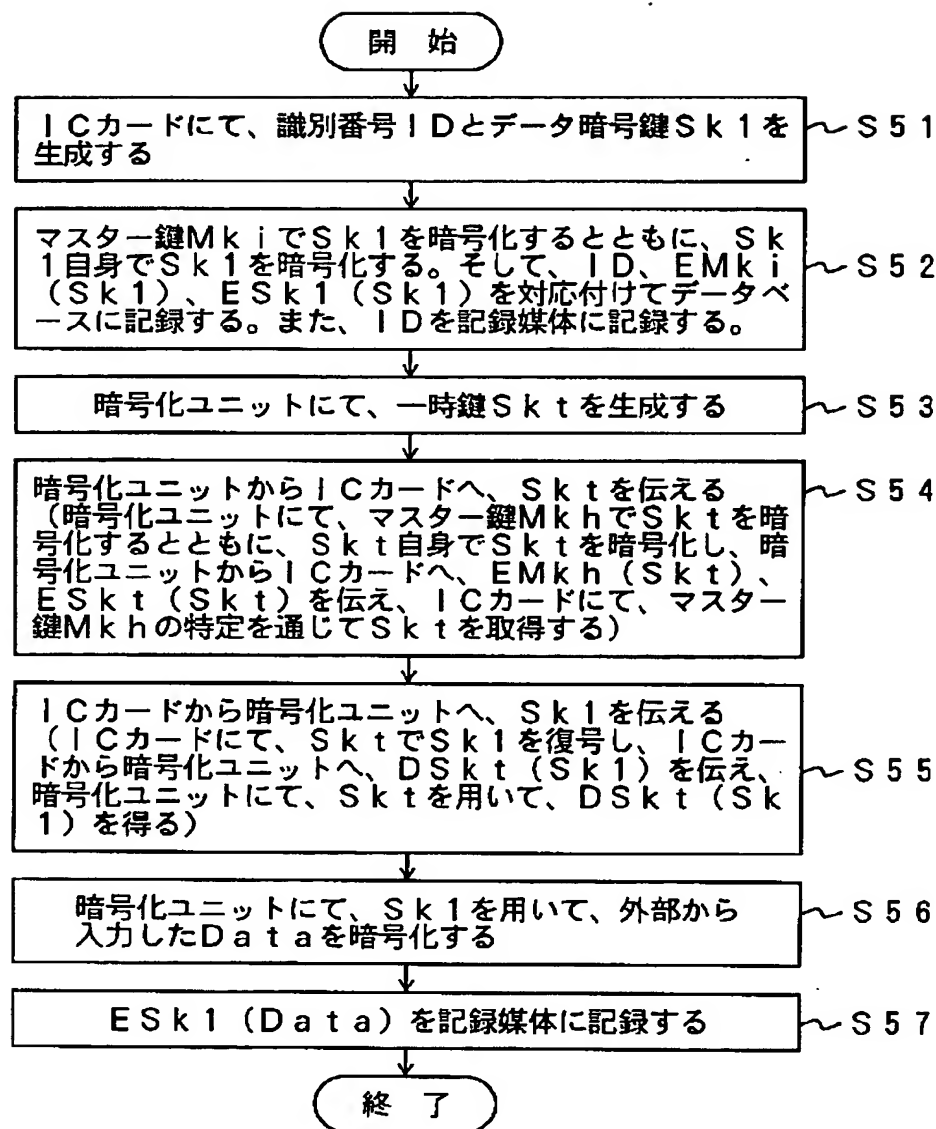 開 始
ICカードにて、識別番号IDとデータ暗号鍵Sk1を
生成する
~S51
マスター鍵MkiでSk1を暗号化するとともに、Sk
1自身でSk1を暗号化する。そして、ID、EMki
(Sk1)、ESk1(Sk1)を対応付けてデータベ
ースに記録する。また、IDを記録媒体に記録する。
~S52
暗号化ユニットにて、一時鍵Sktを生成する
~S53
暗号化ユニットからICカードへ、Sktを伝える
(暗号化ユニットにて、マスター鍵MkhでSktを暗
号化するとともに、Skt自身でSktを暗号化し、暗
号化ユニットからICカードへ、EMkh(Skt)、
ESkt(Skt)を伝え、ICカードにて、マスター
鍵Mkhの特定を通じてSktを取得する)
~S54
ICカードから暗号化ユニットへ、Sk1を伝える
(ICカードにて、SktでSk1を復号し、ICカー
ドから暗号化ユニットへ、DSkt(Sk1)を伝え、
暗号化ユニットにて、Sktを用いて、DSkt(Sk
1)を得る)
~S55
暗号化ユニットにて、Sk1を用いて、外部から
入力したDataを暗号化する
~S56
ESk1(Data)を記録媒体に記録する
~S57
終 了